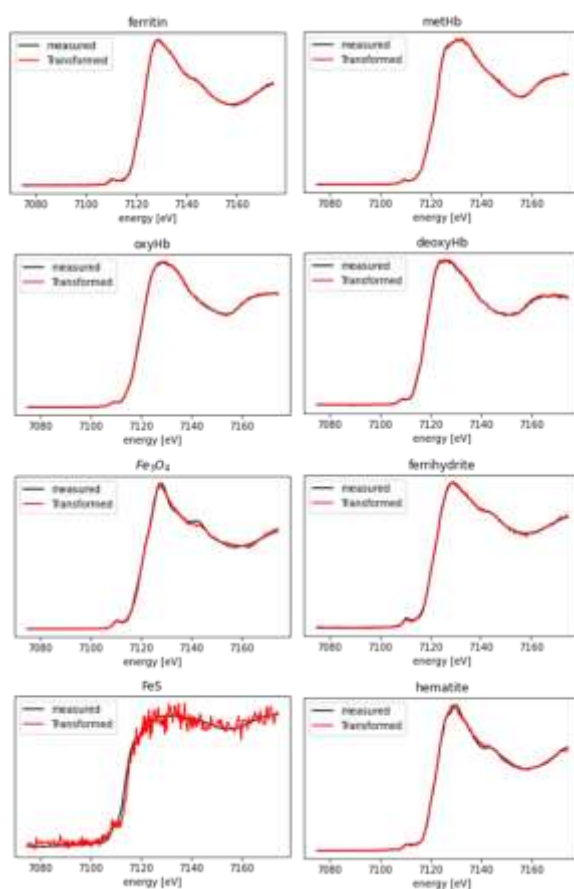 ferritin
measured
Transformed
7080 7100 7120 7140 7160
energy [eV]
metHb
measured
Transformed
7080 7100 7120 7140 7160
energy [eV]
oxyHb
measured
Transformed
7080 7100 7120 7140 7160
energy [eV]
deoxyHb
measured
Transformed
7080 7100 7120 7140 7160
energy [eV]
Fe₃O₄
measured
Transformed
7080 7100 7120 7140 7160
energy [eV]
ferrihydrite
measured
Transformed
7080 7100 7120 7140 7160
energy [eV]
FeS
measured
Transformed
7080 7100 7120 7140 7160
energy [eV]
hematite
measured
Transformed
7080 7100 7120 7140 7160
energy [eV]